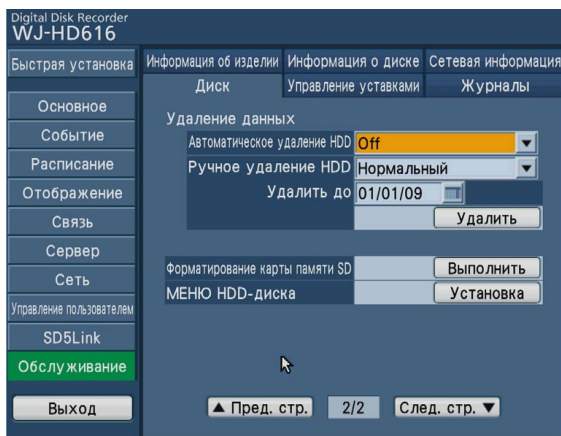 Digital Disk Recorder
WJ-HD616
Быстрая установка
Основное
Событие
Расписание
Отображение
Связь
Сервер
Сеть
Управление пользователем
SD5Link
Обслуживание
Выход
Информация об изделии Информация о диске Сетевая информация
Диск Управление уставками Журналы
Удаление данных
Автоматическое удаление HDD Off
Ручное удаление HDD Нормальный
Удалить до 01/01/09
Удалить
Форматирование карты памяти SD Выполнить
МЕНЮ HDD-диска Установка
▲ Пред. стр. 2/2 След. стр. ▼